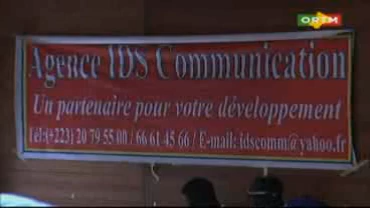 ORTM
Agence IDS Communication
Un partenaire pour votre développement
Tél:(+223) 20 79 55 00 / 66 61 45 66 / E-mail: idscomm@yahoo.fr